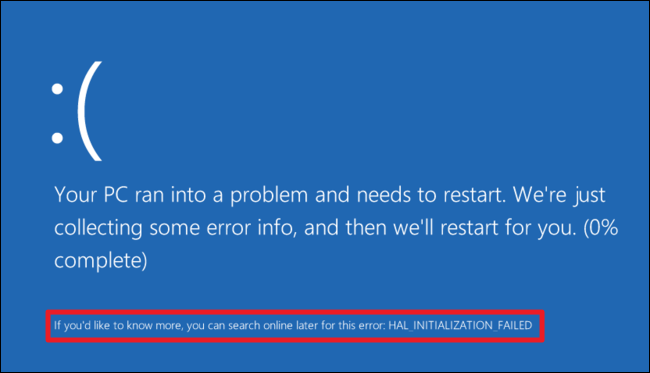 :(
Your PC ran into a problem and needs to restart. We're just
collecting some error info, and then we'll restart for you. (0%
complete)
If you'd like to know more, you can search online later for this error: HAL_INITIALIZATION_FAILED